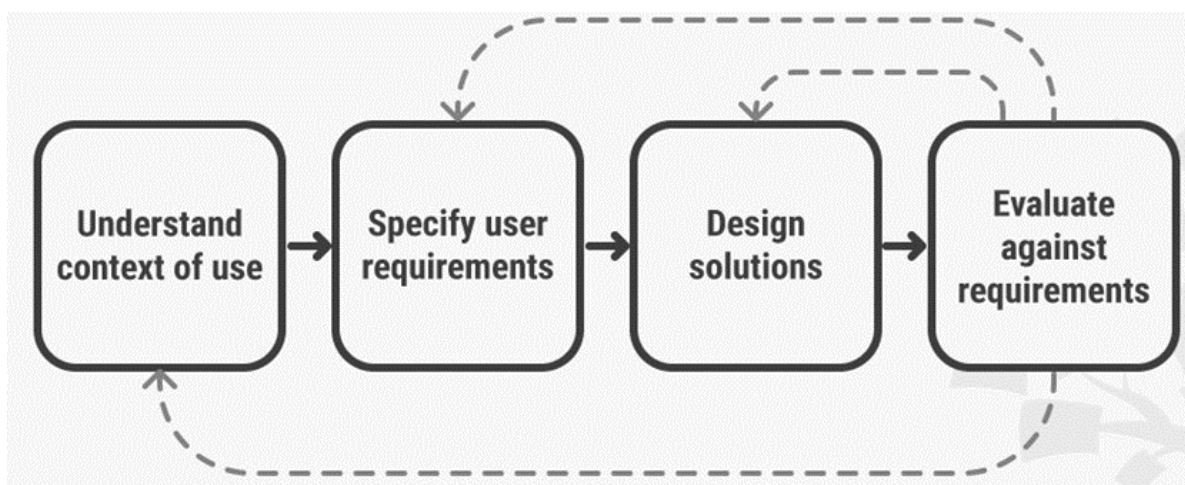 Understand
context of use
Specify user
requirements
Design
solutions
Evaluate
against
requirements